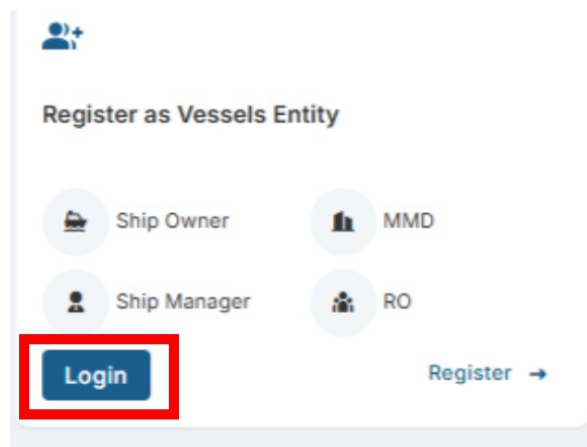 Register as Vessels Entity
Ship Owner MMD
Ship Manager RO
Login Register →